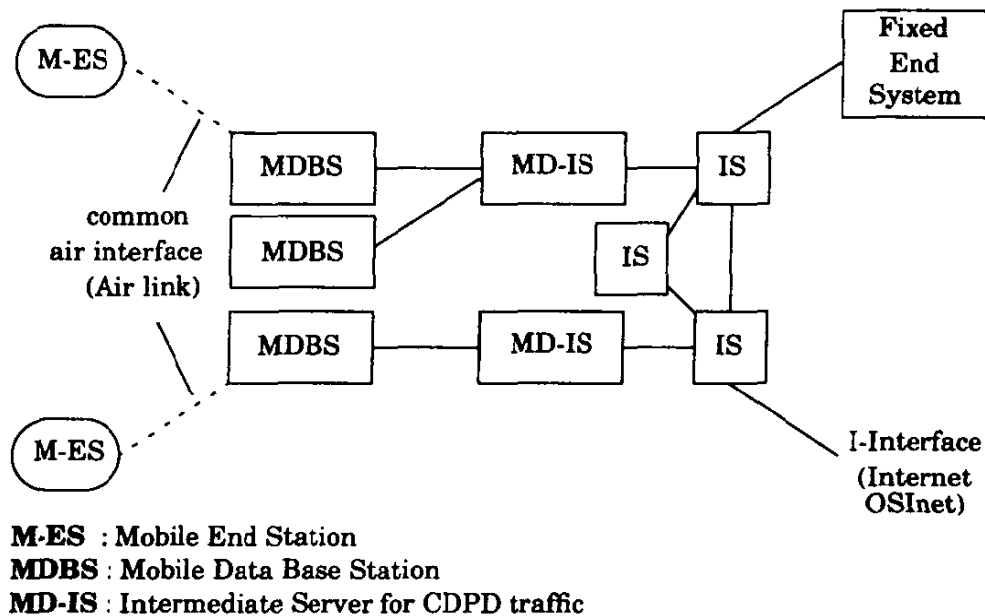 M-ES
Fixed
End
System
MDBS
MD-IS
IS
common
air interface
(Air link)
MDBS
IS
MDBS
MD-IS
IS
M-ES
I-Interface
(Internet
OSInet)
M-ES : Mobile End Station
MDBS : Mobile Data Base Station
MD-IS : Intermediate Server for CDPD traffic